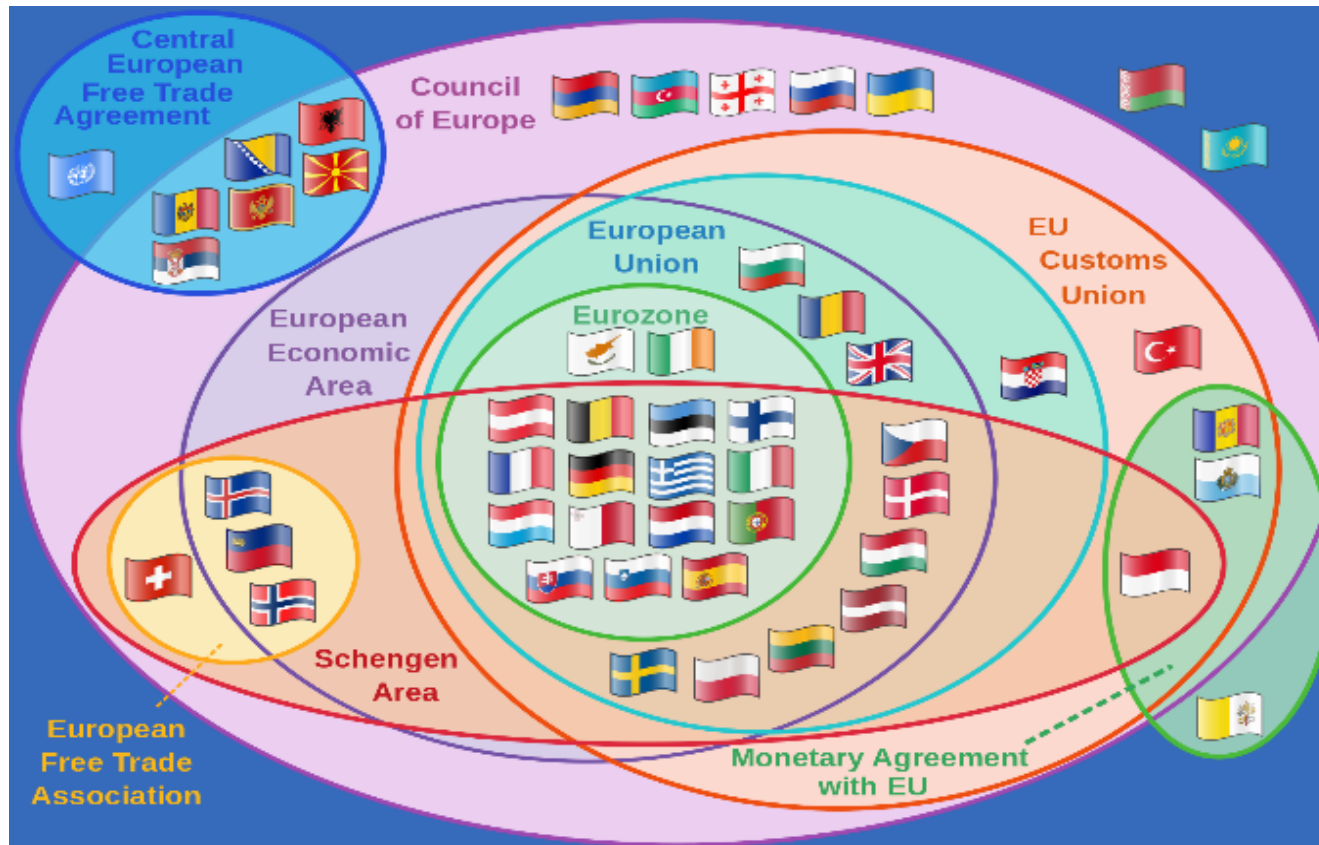 Central
European
Free Trade
Agreement
Council
of Europe
European
Union
EU
Customs
Union
Eurozone
European
Economic
Area
Schengen
Area
European
Free Trade
Association
Monetary Agreement
with EU